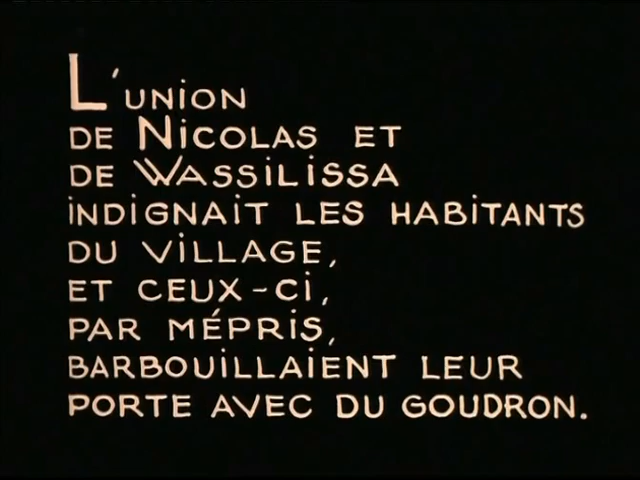 L'UNION
DE NICOLAS ET
DE WASSILISSA
INDIGNAIT LES HABITANTS
DU VILLAGE,
ET CEUX-CI,
PAR MÉPRIS,
BARBOUILLAIENT LEUR
PORTE AVEC DU GOUDRON.